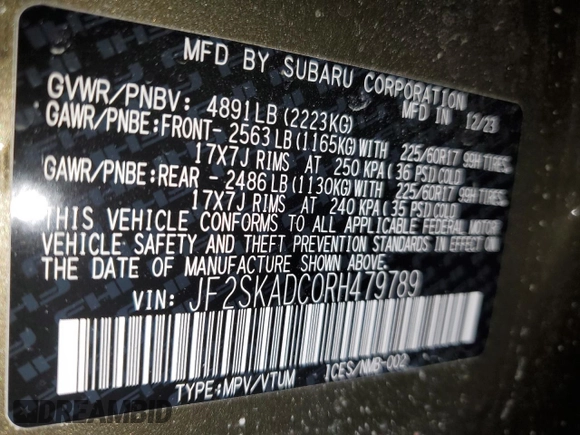 MFD BY SUBARU CORPORATION
GVWR/PNBV: 4891LB(2223KG) MFD IN 12/23
GAWR/PNBE:FRONT- 2563LB(1165KG)WITH 225/60R17 99H TIRES,
17X7J RIMS AT 250 KPA(36 PSI)COLD
GAWR/PNBE:REAR - 2486LB(1130KG)WITH 225/60R17 99H TIRES,
17X7J RIMS AT 240 KPA(35 PSI)COLD
THIS VEHICLE CONFORMS TO ALL APPLICABLE FEDERAL MOTOR
VEHICLE SAFETY AND THEFT PREVENTION STANDARDS IN EFFECT ON
THE DATE OF MANUFACTURE SHOWN ABOVE.
VIN: JF2SKADC0RH479789
TYPE:MPV/VTUM ICES/NMB-002
DREAMBID